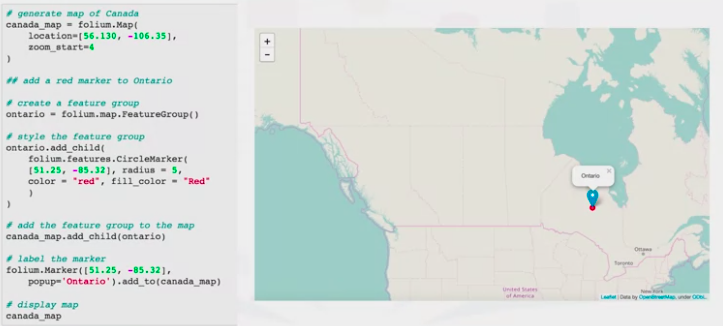 # generate map of Canada
canada_map = folium.Map(
    location=[56.130, -106.35],
    zoom_start=4
)
## add a red marker to Ontario
# create a feature group
ontario = folium.map.FeatureGroup()
# style the feature group
ontario.add_child(
    folium.features.CircleMarker(
    [51.25, -85.32], radius = 5,
    color = "red", fill_color = "Red"
    )
)
# add the feature group to the map
canada_map.add_child(ontario)
# label the marker
folium.Marker([51.25, -85.32],
    popup='Ontario').add_to(canada_map)
# display map
canada_map
+
-
Ontario
×
Ottawa
Toronto
United States
of America
New York
Leaflet | Data by OpenStreetMap, under ODbL.